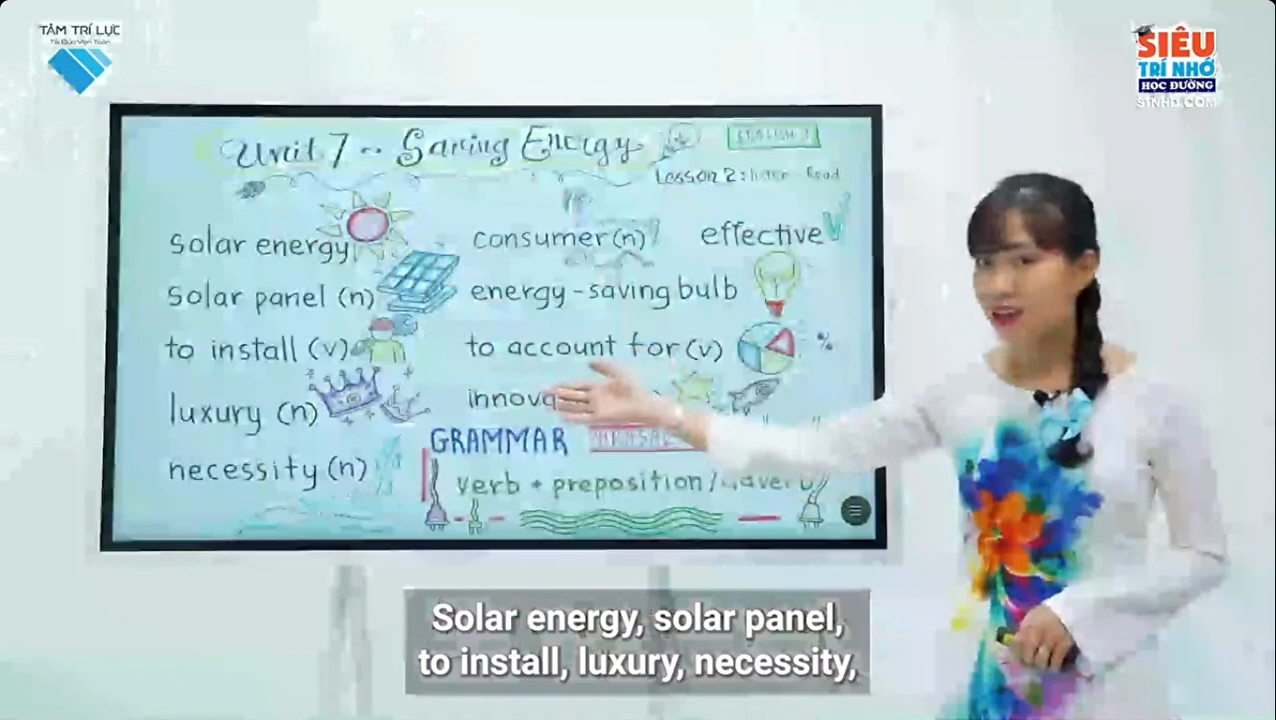 TÂM TRÍ LỰC
SIÊU
TRÍ NHỚ
HỌC ĐƯỜNG
STNHD.COM
Unit 7 -- Saving Energy
Lesson 2: listen - Read
solar energy
consumer (n)
effective
solar panel (n)
energy-saving bulb
to install (v)
to account for (v)
%
luxury (n)
GRAMMAR
necessity (n)
verb + preposition /
Solar energy, solar panel,
to install, luxury, necessity,